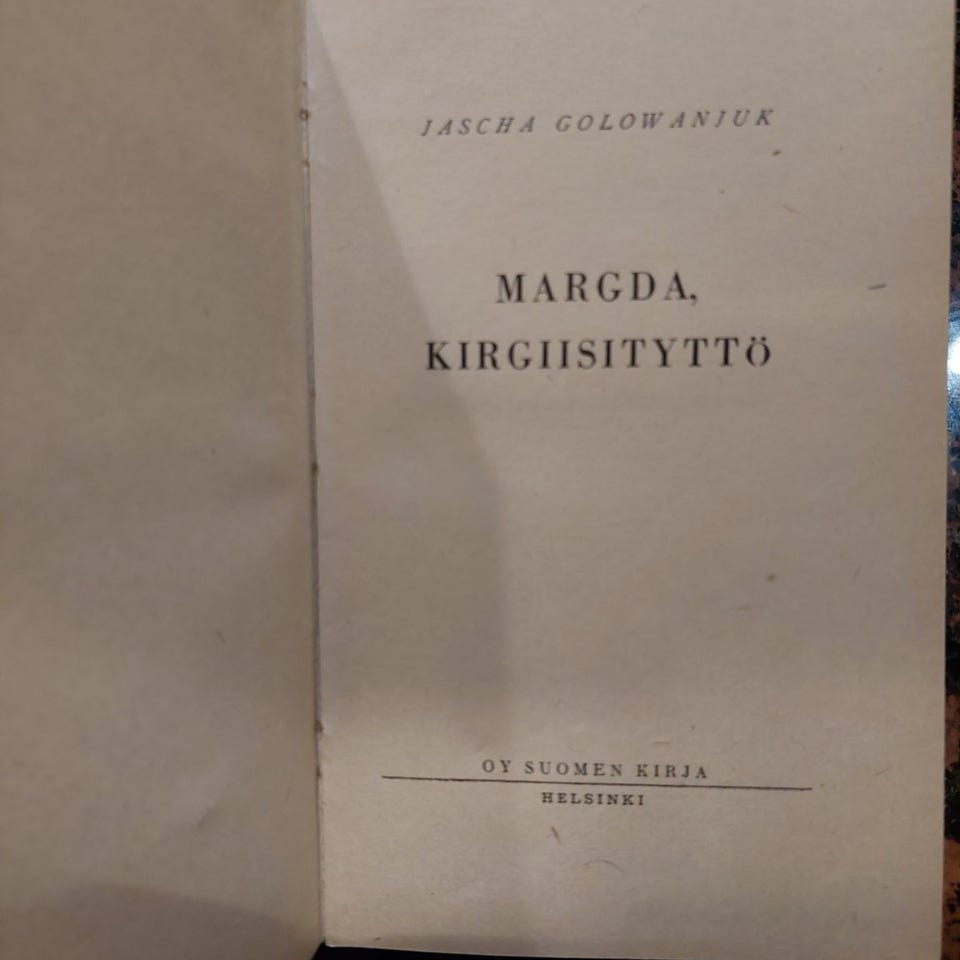 JASCHA GOLOWANJUK
MARGDA,
KIRGIISITYTTÖ
OY SUOMEN KIRJA
HELSINKI